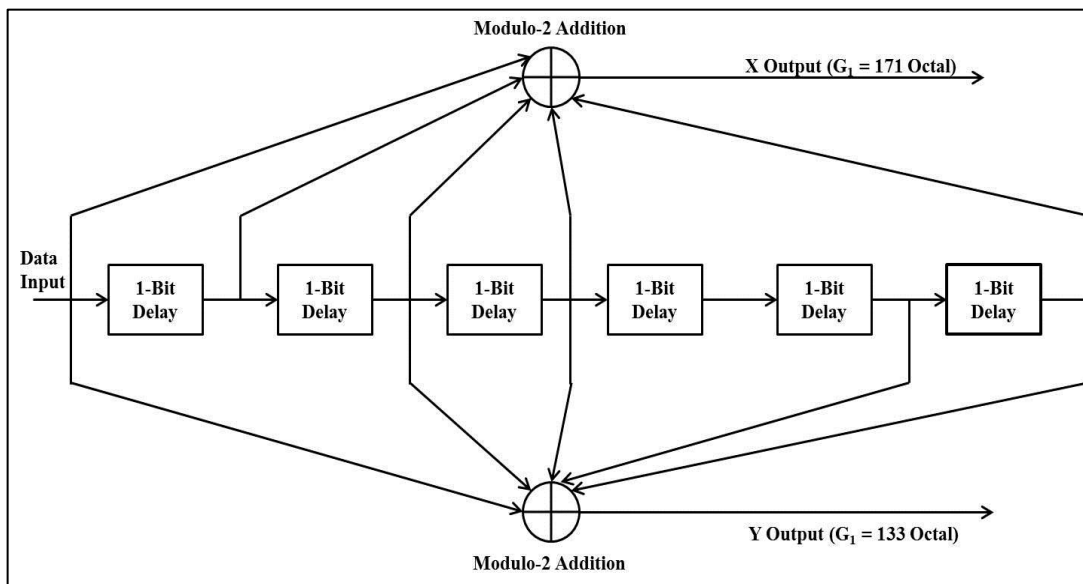 Modulo-2 Addition
X Output (G₁ = 171 Octal)
Data
Input
1-Bit
Delay
1-Bit
Delay
1-Bit
Delay
1-Bit
Delay
1-Bit
Delay
1-Bit
Delay
Y Output (G₁ = 133 Octal)
Modulo-2 Addition